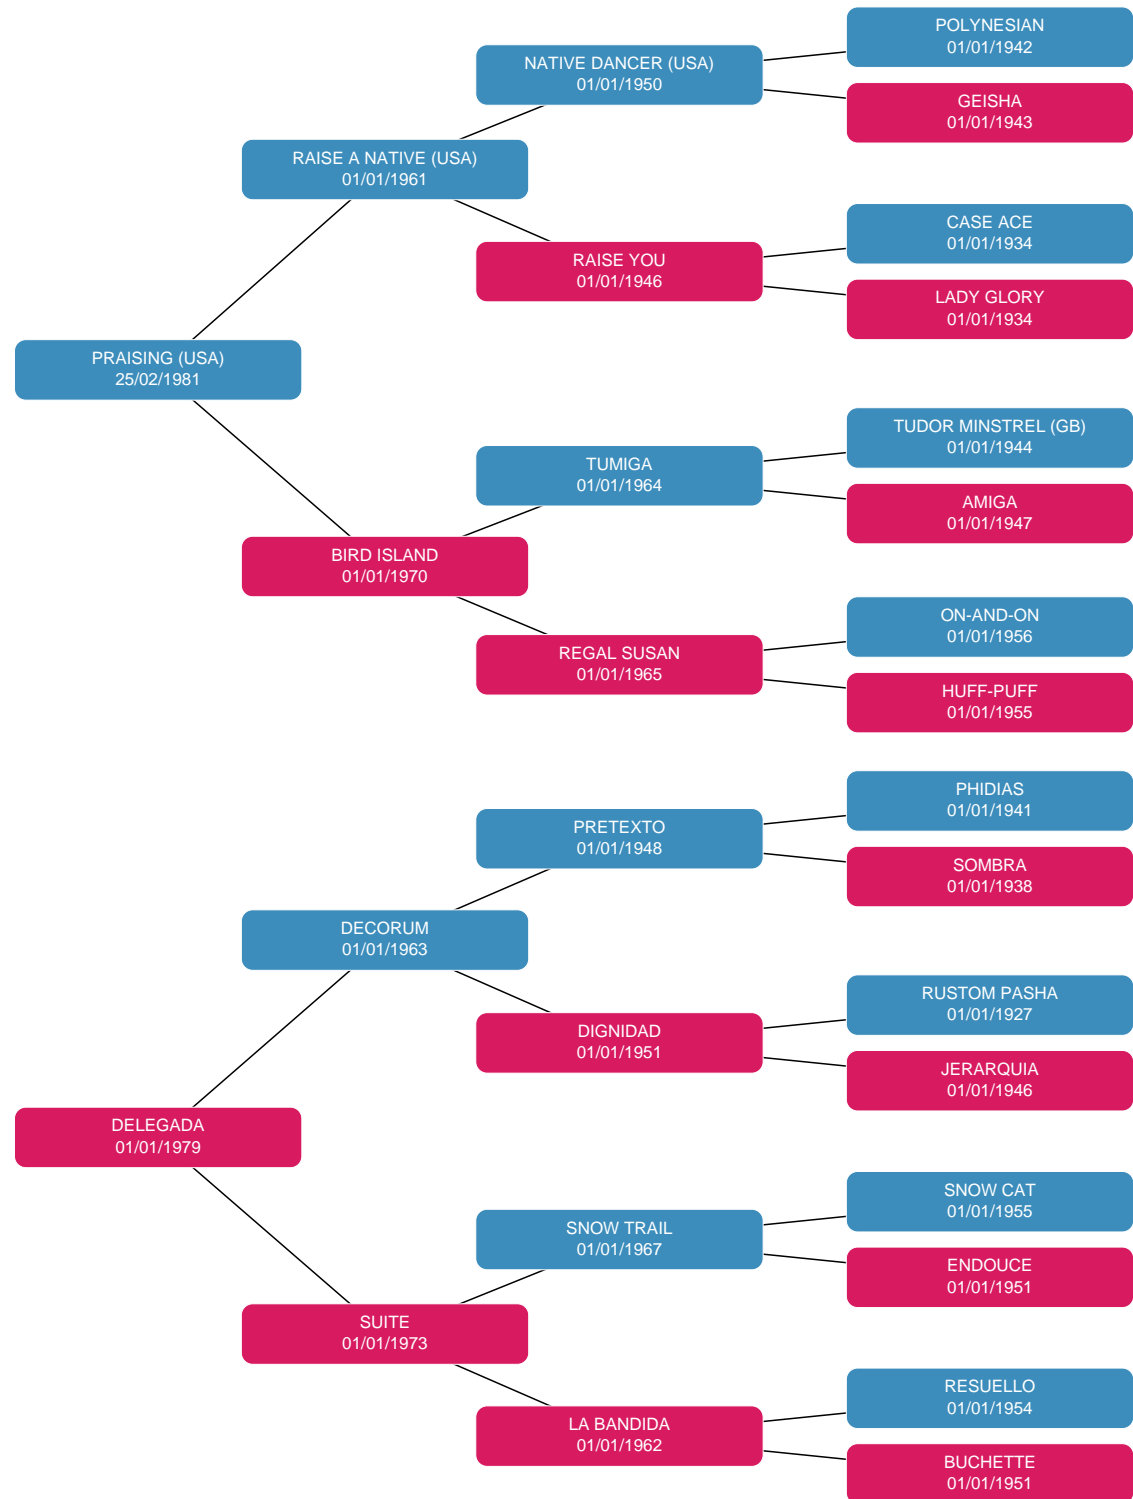 POLYNESIAN
01/01/1942
NATIVE DANCER (USA)
01/01/1950
GEISHA
01/01/1943
RAISE A NATIVE (USA)
01/01/1961
CASE ACE
01/01/1934
RAISE YOU
01/01/1946
LADY GLORY
01/01/1934
PRAISING (USA)
25/02/1981
TUDOR MINSTREL (GB)
01/01/1944
TUMIGA
01/01/1964
AMIGA
01/01/1947
BIRD ISLAND
01/01/1970
ON-AND-ON
01/01/1956
REGAL SUSAN
01/01/1965
HUFF-PUFF
01/01/1955
PHIDIAS
01/01/1941
PRETEXTO
01/01/1948
SOMBRA
01/01/1938
DECORUM
01/01/1963
RUSTOM PASHA
01/01/1927
DIGNIDAD
01/01/1951
JERARQUIA
01/01/1946
DELEGADA
01/01/1979
SNOW CAT
01/01/1955
SNOW TRAIL
01/01/1967
ENDOUCE
01/01/1951
SUITE
01/01/1973
RESUELLO
01/01/1954
LA BANDIDA
01/01/1962
BUCHETTE
01/01/1951